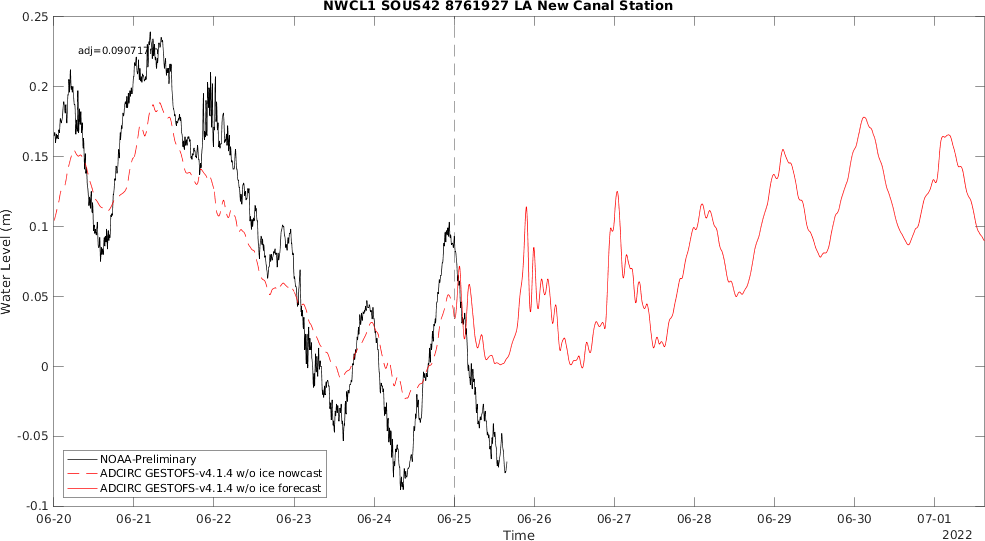 NWCL1 SOUS42 8761927 LA New Canal Station
0.25
adj=0.090717m
0.2
0.15
0.1
0.05
0
-0.05
-0.1
Water Level (m)
NOAA-Preliminary
ADCIRC GESTOFS-v4.1.4 w/o ice nowcast
ADCIRC GESTOFS-v4.1.4 w/o ice forecast
06-20 06-21 06-22 06-23 06-24 06-25 06-26 06-27 06-28 06-29 06-30 07-01
Time
2022